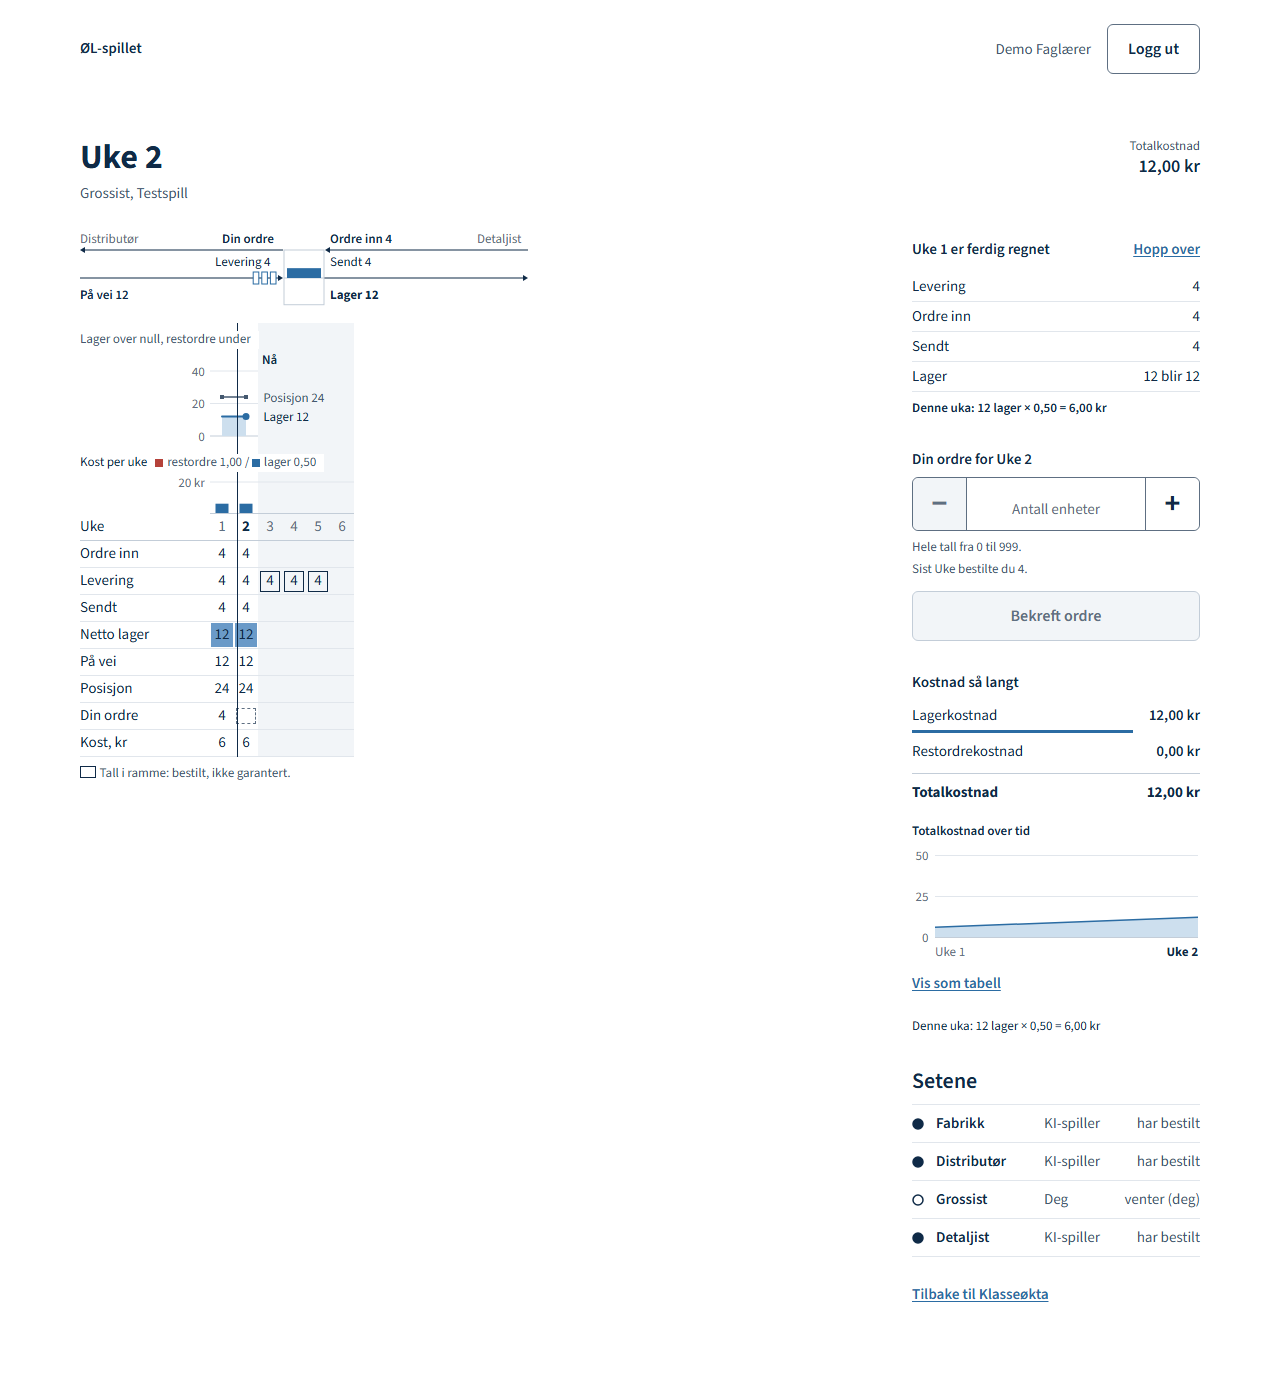 ØL-spillet
Demo Faglærer
Logg ut
Uke 2
Grossist, Testspill
Totalkostnad
12,00 kr
Distributør
Din ordre
Ordre inn 4
Detaljist
Levering 4
Sendt 4
På vei 12
Lager 12
Lager over null, restordre under
Nå
40
20
0
Posisjon 24
Lager 12
Kost per uke restordre 1,00 / lager 0,50
20 kr
Uke 1 2 3 4 5 6
Ordre inn 4 4
Levering 4 4 4 4 4
Sendt 4 4
Netto lager 12 12
På vei 12 12
Posisjon 24 24
Din ordre 4
Kost, kr 6 6
Tall i ramme: bestilt, ikke garantert.
Uke 1 er ferdig regnet Hopp over
Levering 4
Ordre inn 4
Sendt 4
Lager 12 blir 12
Denne uka: 12 lager × 0,50 = 6,00 kr
Din ordre for Uke 2
− Antall enheter +
Hele tall fra 0 til 999.
Sist Uke bestilte du 4.
Bekreft ordre
Kostnad så langt
Lagerkostnad 12,00 kr
Restordrekostnad 0,00 kr
Totalkostnad 12,00 kr
Totalkostnad over tid
50
25
0
Uke 1 Uke 2
Vis som tabell
Denne uka: 12 lager × 0,50 = 6,00 kr
Setene
Fabrikk KI-spiller har bestilt
Distributør KI-spiller har bestilt
Grossist Deg venter (deg)
Detaljist KI-spiller har bestilt
Tilbake til Klasseøkta